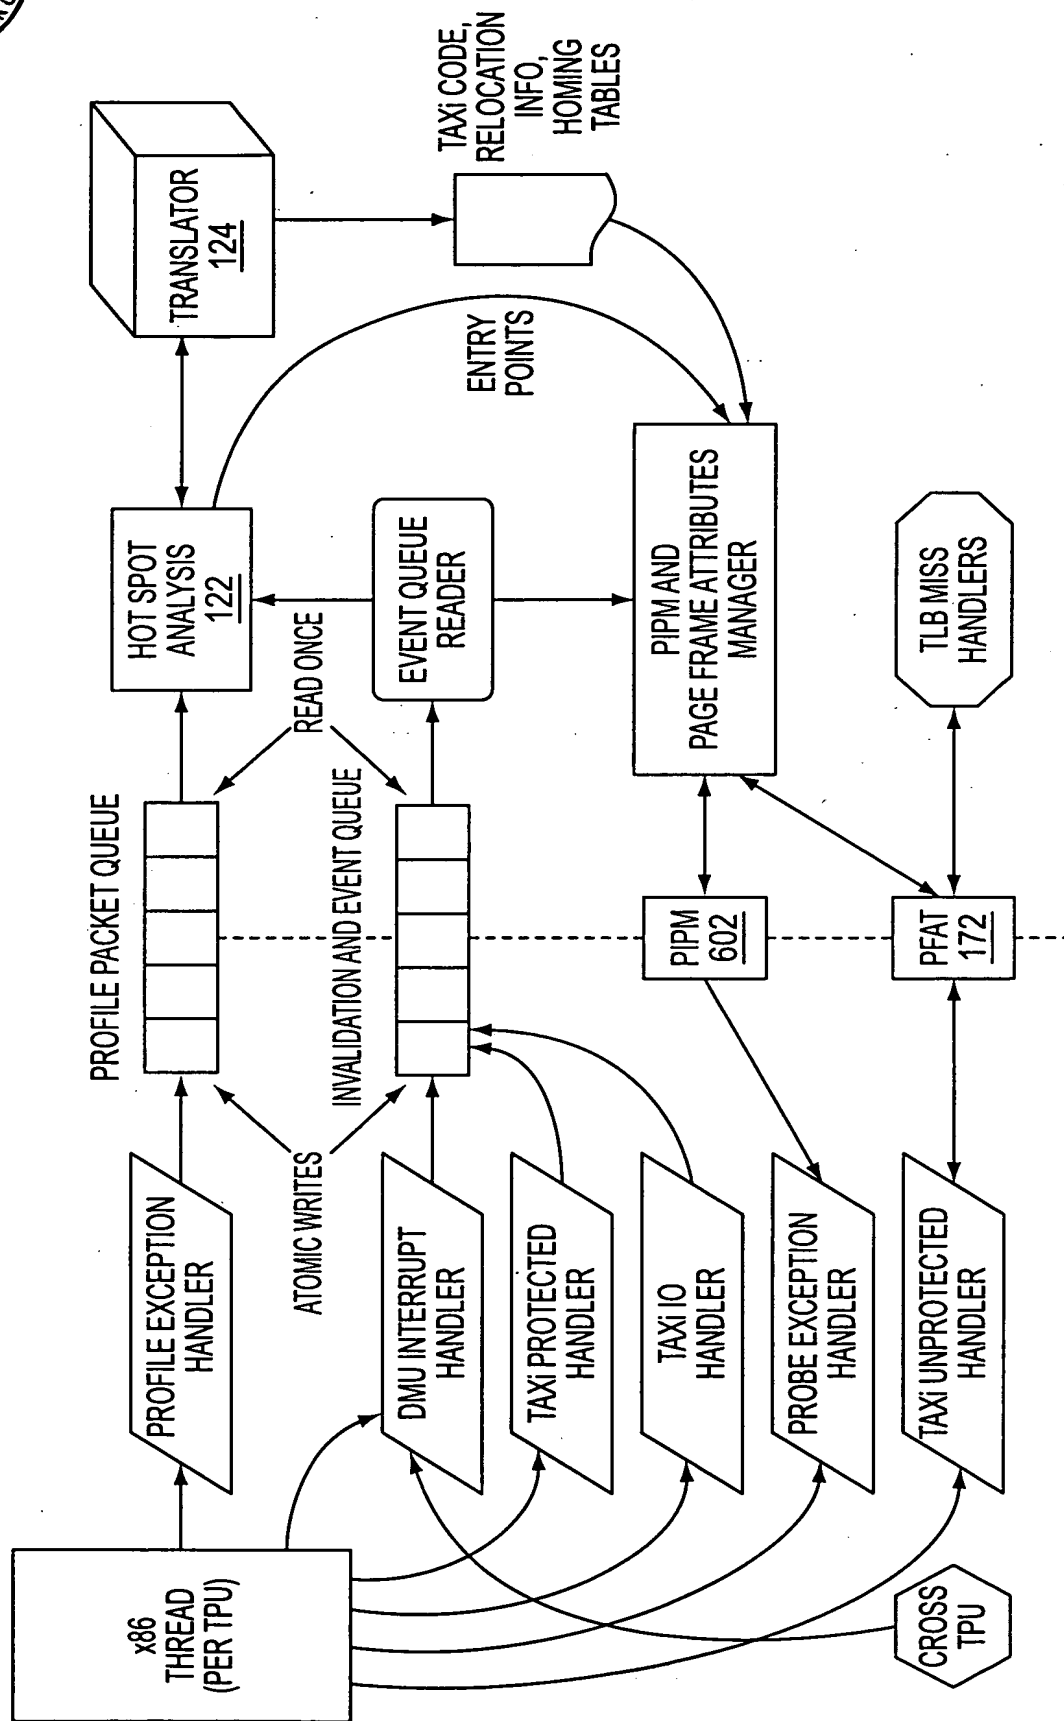 x86
THREAD
(PER TPU)
CROSS
TPU
PROFILE EXCEPTION
HANDLER
ATOMIC WRITES
DMU INTERRUPT
HANDLER
TAXi PROTECTED
HANDLER
TAXi IO
HANDLER
PROBE EXCEPTION
HANDLER
TAXi UNPROTECTED
HANDLER
PROFILE PACKET QUEUE
INVALIDATION AND EVENT QUEUE
READ ONCE
PIPM
602
PFAT
172
HOT SPOT
ANALYSIS
122
EVENT QUEUE
READER
PIPM AND
PAGE FRAME ATTRIBUTES
MANAGER
TLB MISS
HANDLERS
TRANSLATOR
124
ENTRY
POINTS
TAXi CODE,
RELOCATION
INFO,
HOMING
TABLES